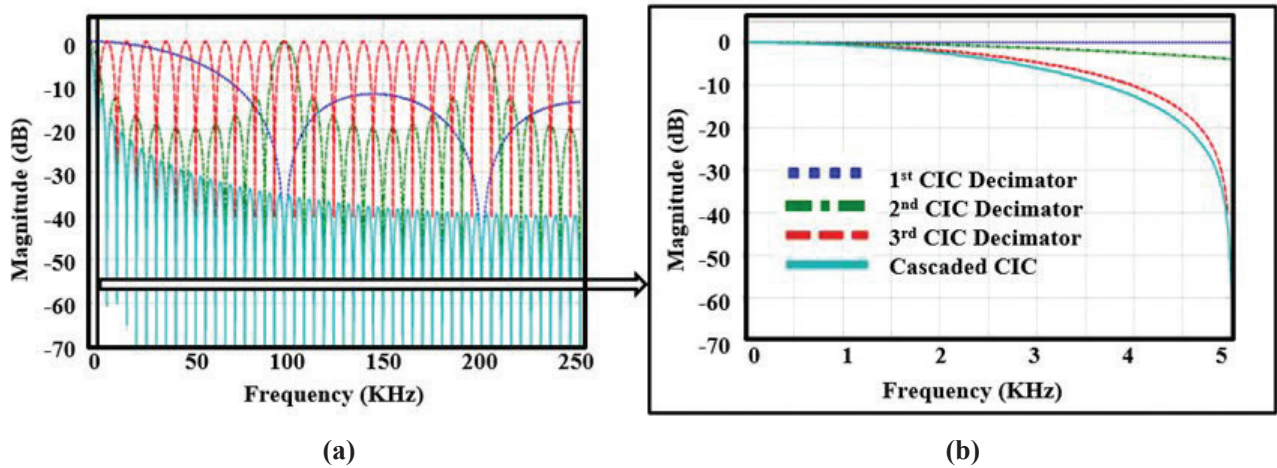 0
-10
-20
-30
-40
-50
-60
-70
Magnitude (dB)
0 50 100 150 200 250
Frequency (KHz)
(a)
0
-10
-20
-30
-40
-50
-60
-70
Magnitude (dB)
1st CIC Decimator
2nd CIC Decimator
3rd CIC Decimator
Cascaded CIC
0 1 2 3 4 5
Frequency (KHz)
(b)